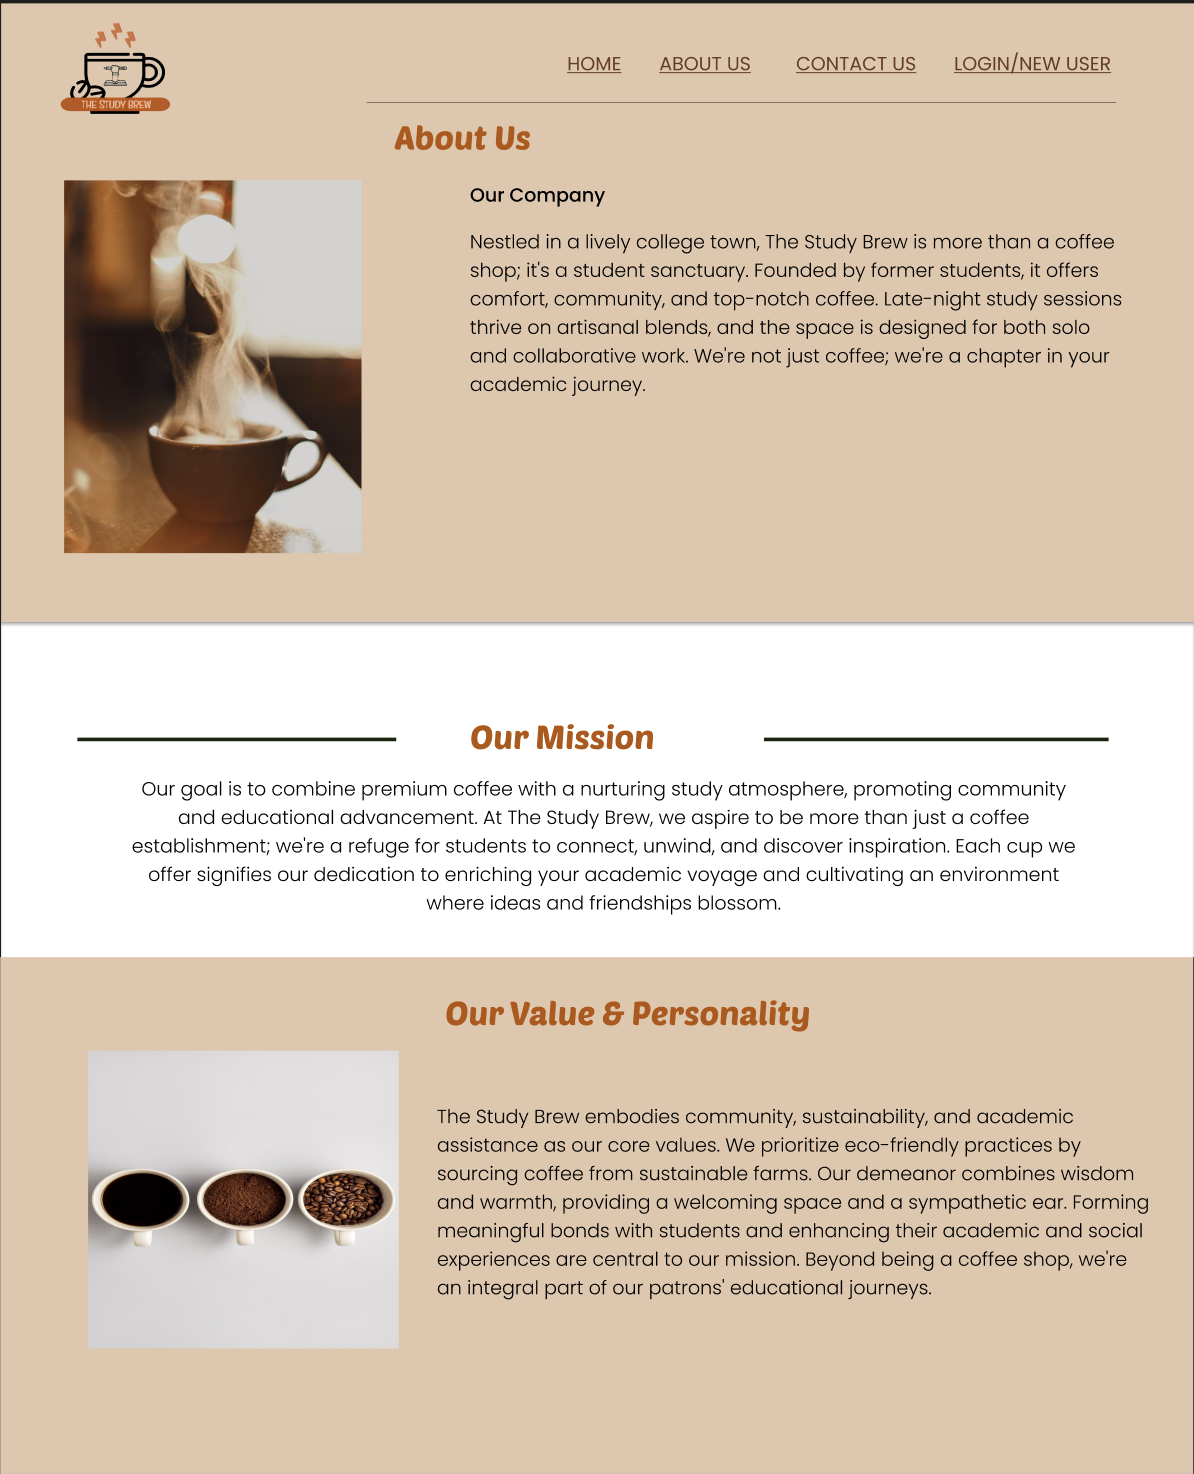 THE STUDY BREW
HOME ABOUT US CONTACT US LOGIN/NEW USER
About Us
Our Company
Nestled in a lively college town, The Study Brew is more than a coffee
shop; it's a student sanctuary. Founded by former students, it offers
comfort, community, and top-notch coffee. Late-night study sessions
thrive on artisanal blends, and the space is designed for both solo
and collaborative work. We're not just coffee; we're a chapter in your
academic journey.
Our Mission
Our goal is to combine premium coffee with a nurturing study atmosphere, promoting community
and educational advancement. At The Study Brew, we aspire to be more than just a coffee
establishment; we're a refuge for students to connect, unwind, and discover inspiration. Each cup we
offer signifies our dedication to enriching your academic voyage and cultivating an environment
where ideas and friendships blossom.
Our Value & Personality
The Study Brew embodies community, sustainability, and academic
assistance as our core values. We prioritize eco-friendly practices by
sourcing coffee from sustainable farms. Our demeanor combines wisdom
and warmth, providing a welcoming space and a sympathetic ear. Forming
meaningful bonds with students and enhancing their academic and social
experiences are central to our mission. Beyond being a coffee shop, we're
an integral part of our patrons' educational journeys.